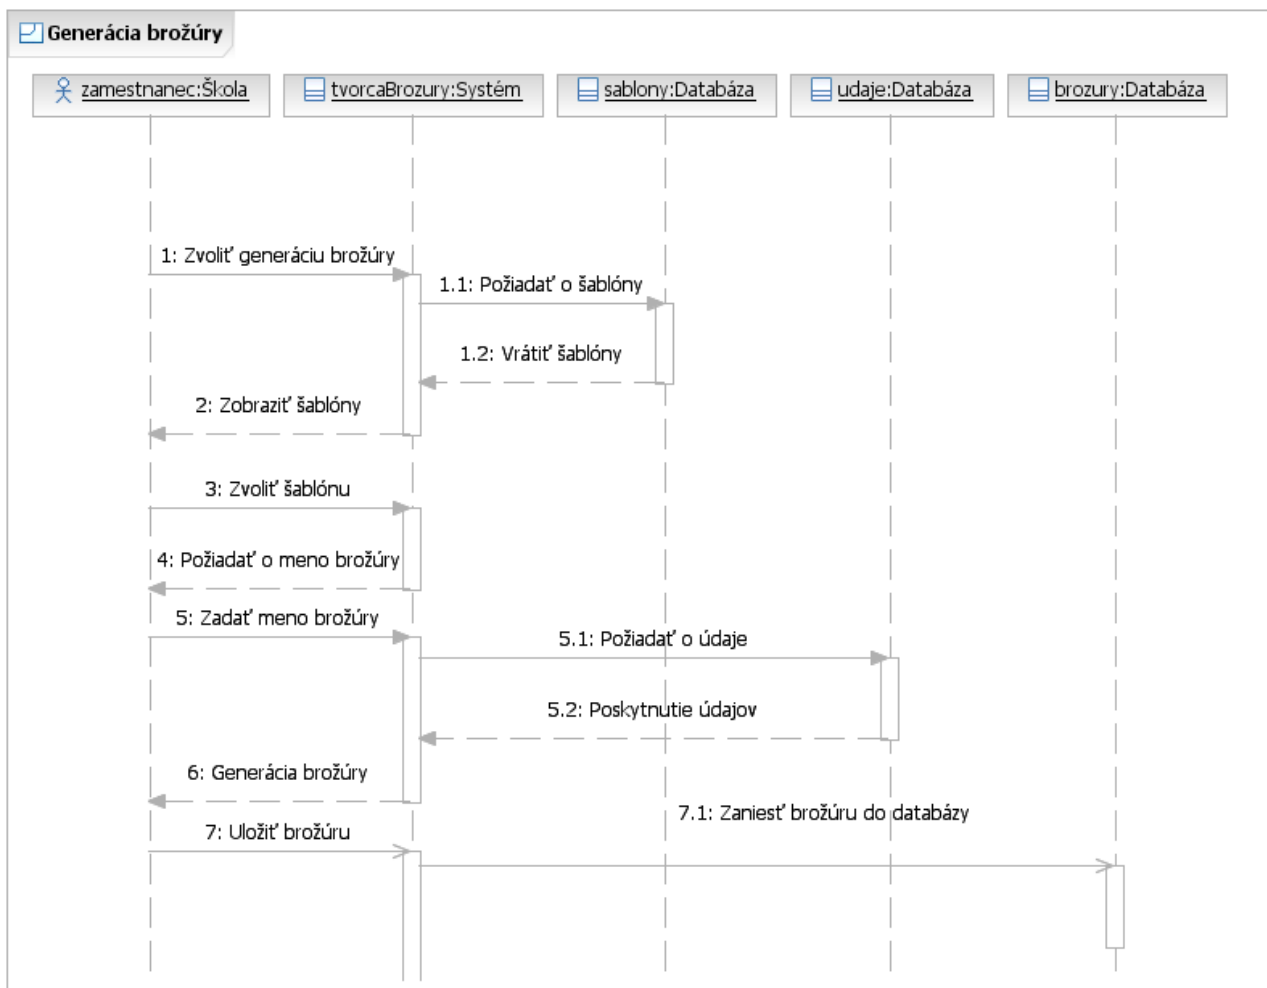 Generácia brožúry
zamestnanec:Škola
tvorcaBrozury:Systém
sablony:Databáza
udaje:Databáza
brozury:Databáza
1: Zvoliť generáciu brožúry
1.1: Požiadať o šablóny
1.2: Vrátiť šablóny
2: Zobraziť šablóny
3: Zvoliť šablónu
4: Požiadať o meno brožúry
5: Zadať meno brožúry
5.1: Požiadať o údaje
5.2: Poskytnutie údajov
6: Generácia brožúry
7.1: Zaniesť brožúru do databázy
7: Uložiť brožúru